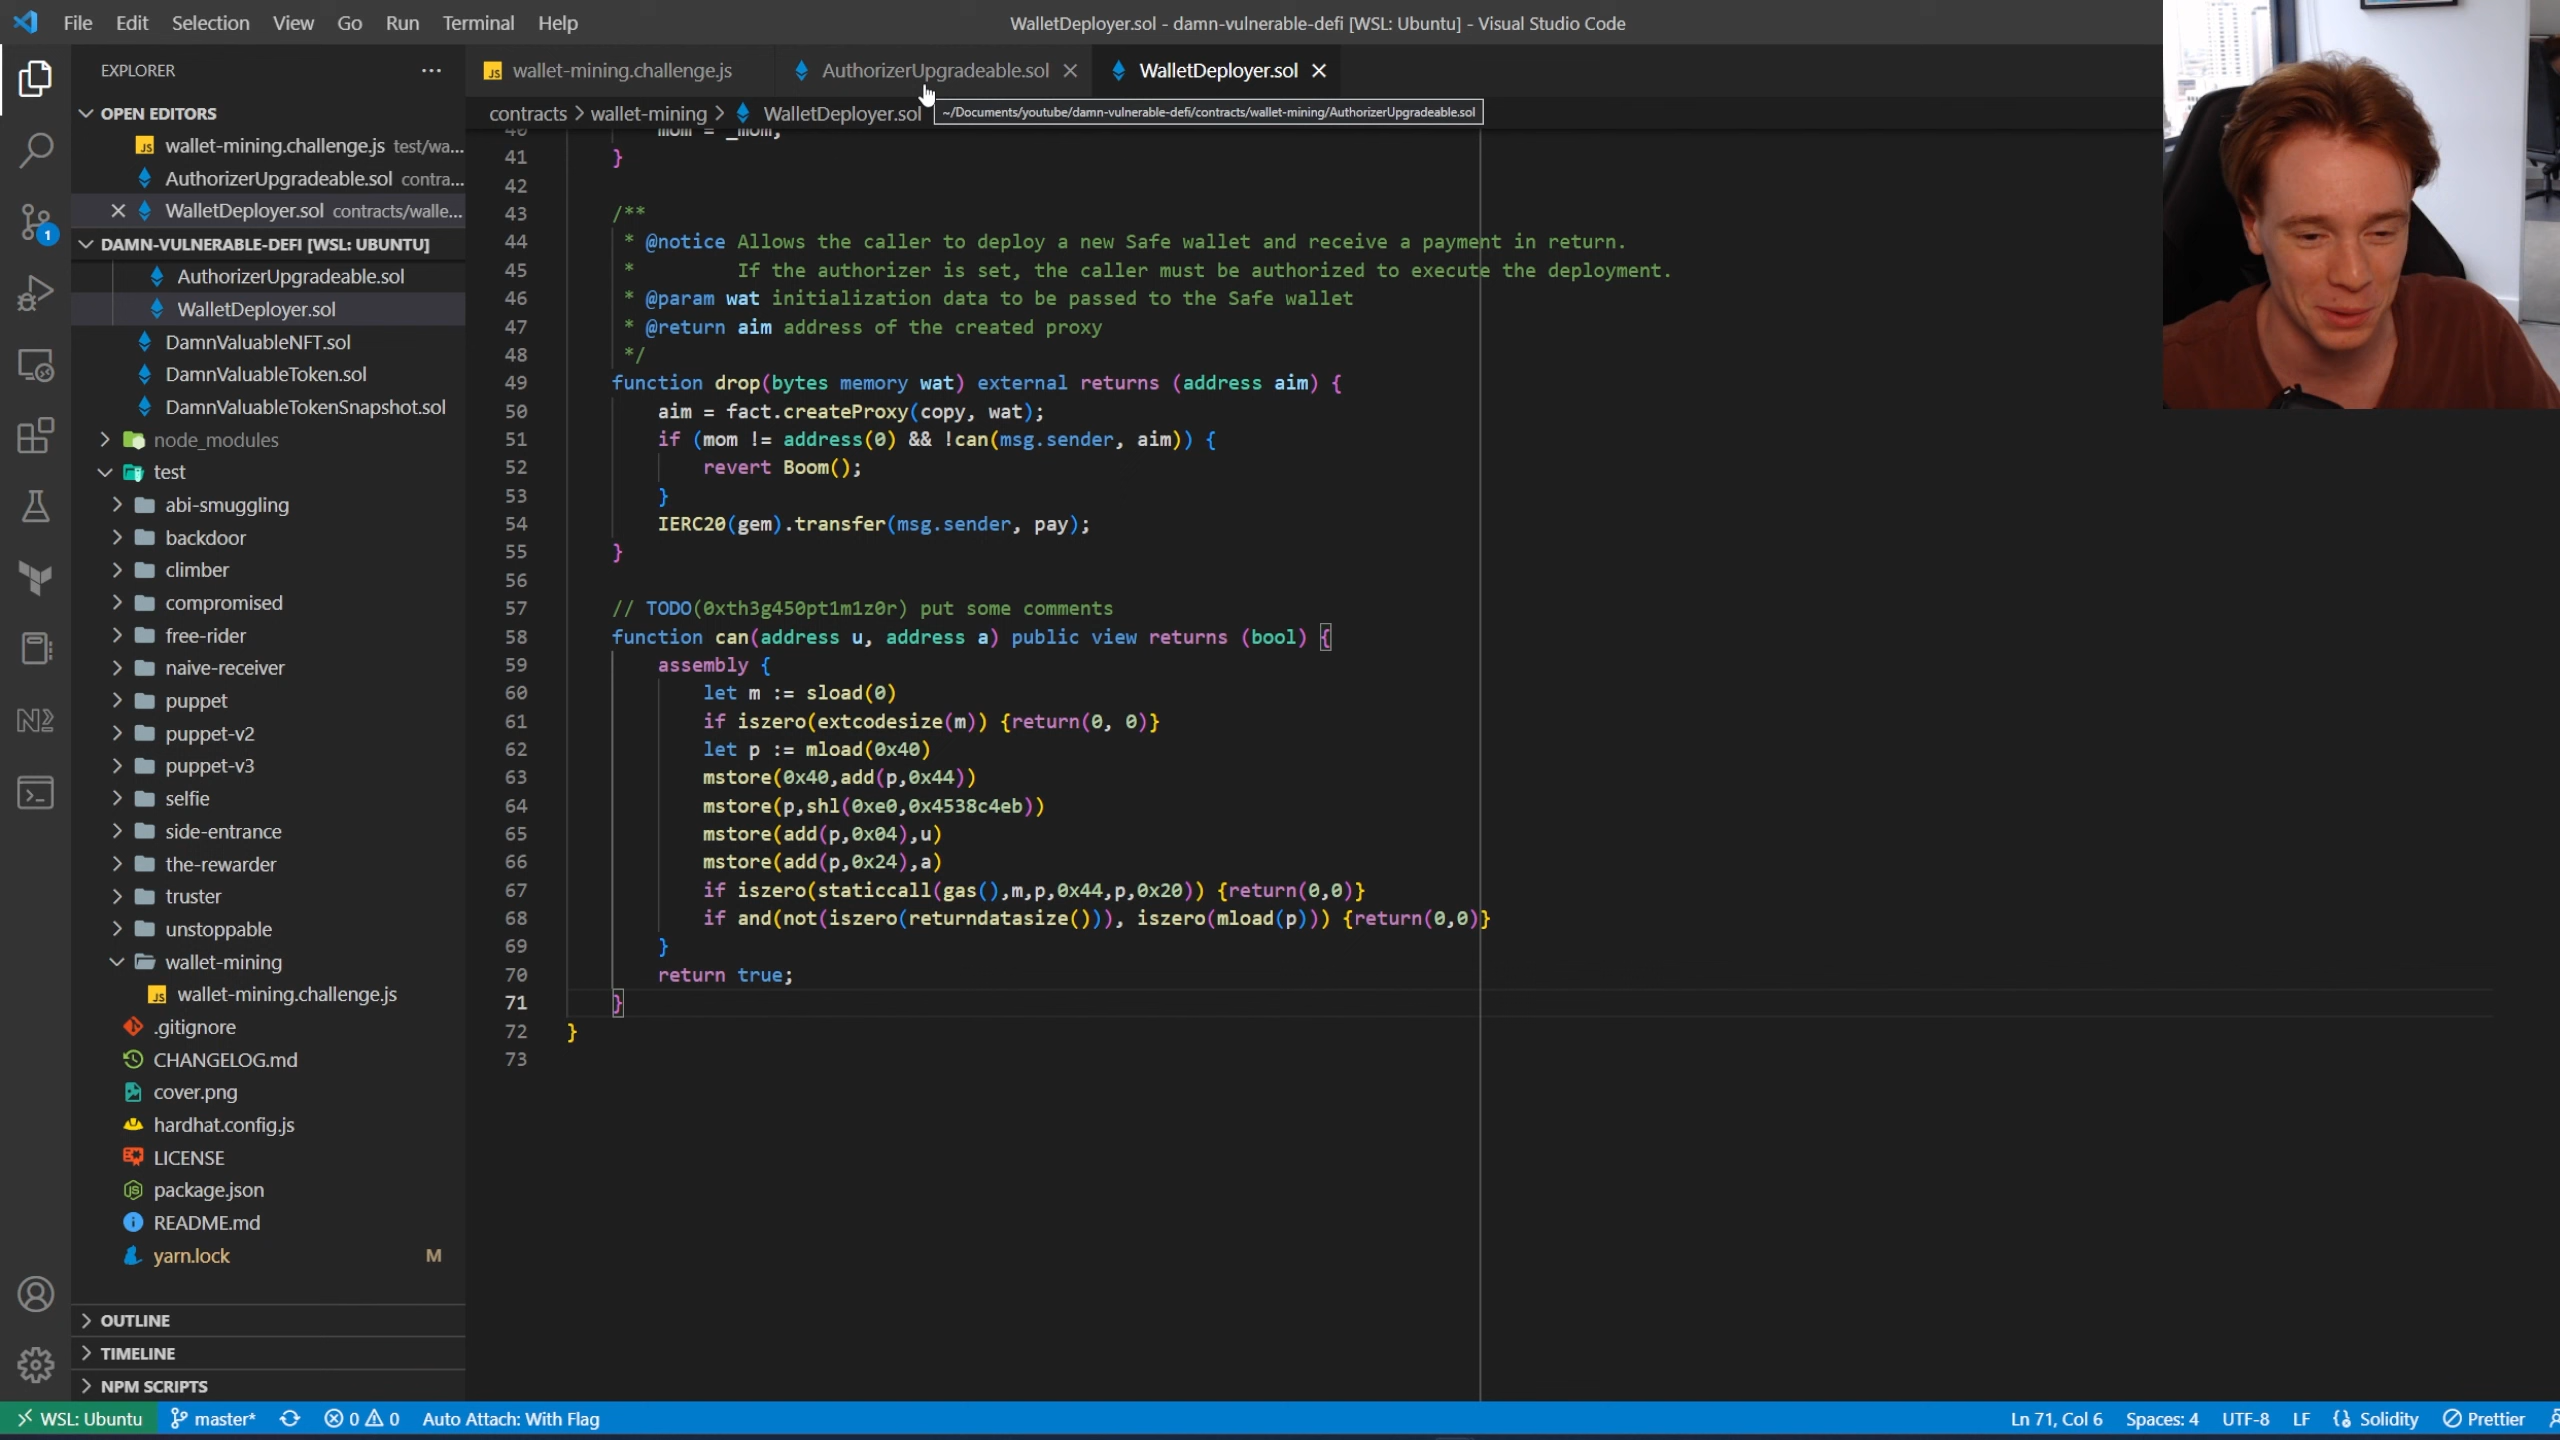 File Edit Selection View Go Run Terminal Help
WalletDeployer.sol - damn-vulnerable-defi [WSL: Ubuntu] - Visual Studio Code
EXPLORER
OPEN EDITORS
JS wallet-mining.challenge.js test/wa...
AuthorizerUpgradeable.sol contra...
WalletDeployer.sol contracts/walle...
1
DAMN-VULNERABLE-DEFI [WSL: UBUNTU]
AuthorizerUpgradeable.sol
WalletDeployer.sol
DamnValuableNFT.sol
DamnValuableToken.sol
DamnValuableTokenSnapshot.sol
node_modules
test
abi-smuggling
backdoor
climber
compromised
free-rider
naive-receiver
puppet
puppet-v2
puppet-v3
selfie
side-entrance
the-rewarder
truster
unstoppable
wallet-mining
JS wallet-mining.challenge.js
.gitignore
CHANGELOG.md
cover.png
hardhat.config.js
LICENSE
package.json
README.md
yarn.lock M
OUTLINE
TIMELINE
NPM SCRIPTS
JS wallet-mining.challenge.js
AuthorizerUpgradeable.sol
WalletDeployer.sol
contracts > wallet-mining > WalletDeployer.sol
~/Documents/youtube/damn-vulnerable-defi/contracts/wallet-mining/AuthorizerUpgradeable.sol
40 mom = _mom;
41 }
42
43 /**
44 * @notice Allows the caller to deploy a new Safe wallet and receive a payment in return.
45 * If the authorizer is set, the caller must be authorized to execute the deployment.
46 * @param wat initialization data to be passed to the Safe wallet
47 * @return aim address of the created proxy
48 */
49 function drop(bytes memory wat) external returns (address aim) {
50 aim = fact.createProxy(copy, wat);
51 if (mom != address(0) && !can(msg.sender, aim)) {
52 revert Boom();
53 }
54 IERC20(gem).transfer(msg.sender, pay);
55 }
56
57 // TODO(0xth3g450pt1m1z0r) put some comments
58 function can(address u, address a) public view returns (bool) {
59 assembly {
60 let m := sload(0)
61 if iszero(extcodesize(m)) {return(0, 0)}
62 let p := mload(0x40)
63 mstore(0x40,add(p,0x44))
64 mstore(p,shl(0xe0,0x4538c4eb))
65 mstore(add(p,0x04),u)
66 mstore(add(p,0x24),a)
67 if iszero(staticcall(gas(),m,p,0x44,p,0x20)) {return(0,0)}
68 if and(not(iszero(returndatasize())), iszero(mload(p))) {return(0,0)}
69 }
70 return true;
71 }
72 }
73
WSL: Ubuntu master* 0 0 Auto Attach: With Flag
Ln 71, Col 6 Spaces: 4 UTF-8 LF Solidity Prettier